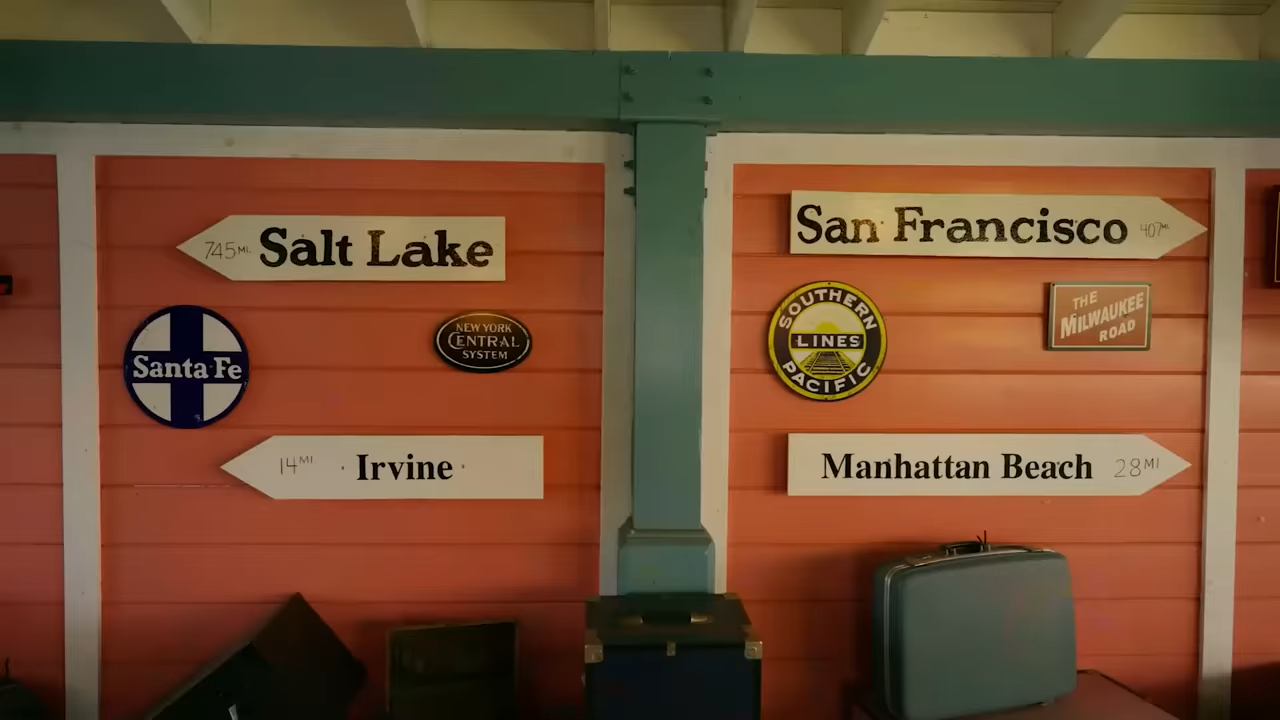 745 MI. Salt Lake
San Francisco 407 MI.
Santa Fe
NEW YORK
CENTRAL
SYSTEM
SOUTHERN
LINES
PACIFIC
THE
MILWAUKEE
ROAD
14 MI · Irvine ·
Manhattan Beach 28 MI